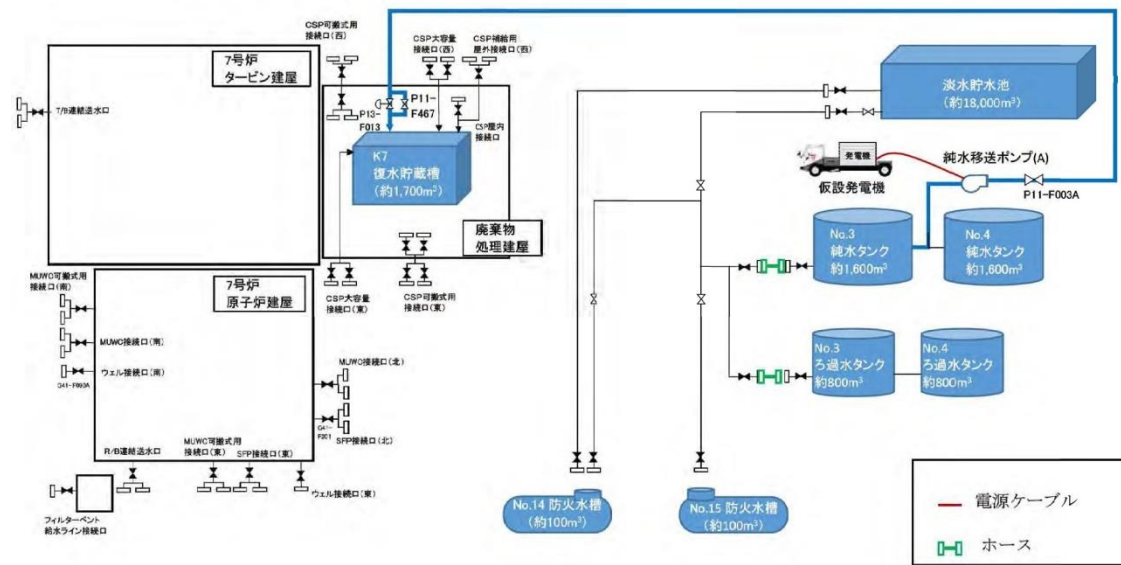 CSP可搬式用
接続口(西)
CSP大容量
接続口(西)
CSP補給用
屋外接続口(西)
7号炉
タービン建屋
T/B連結送水口
P11-
F467
P13-
F013
CSP屋内
接続口
K7
復水貯蔵槽
(約1,700m³)
廃棄物
処理建屋
CSP大容量
接続口(東)
CSP可搬式用
接続口(東)
淡水貯水池
(約18,000m³)
発電機
仮設発電機
純水移送ポンプ(A)
P11-F003A
No.3
純水タンク
約1,600m³
No.4
純水タンク
約1,600m³
No.3
ろ過水タンク
約800m³
No.4
ろ過水タンク
約800m³
MUWC可搬式用
接続口(南)
7号炉
原子炉建屋
MUWC接続口(南)
ウェル接続口(南)
MUWC接続口(北)
G41-
F201
SFP接続口(北)
R/B連結送水口
MUWC可搬式用
接続口(東)
SFP接続口(東)
ウェル接続口(東)
フィルターベント
給水ライン接続口
No.14 防火水槽
(約100m³)
No.15 防火水槽
(約100m³)
電源ケーブル
ホース